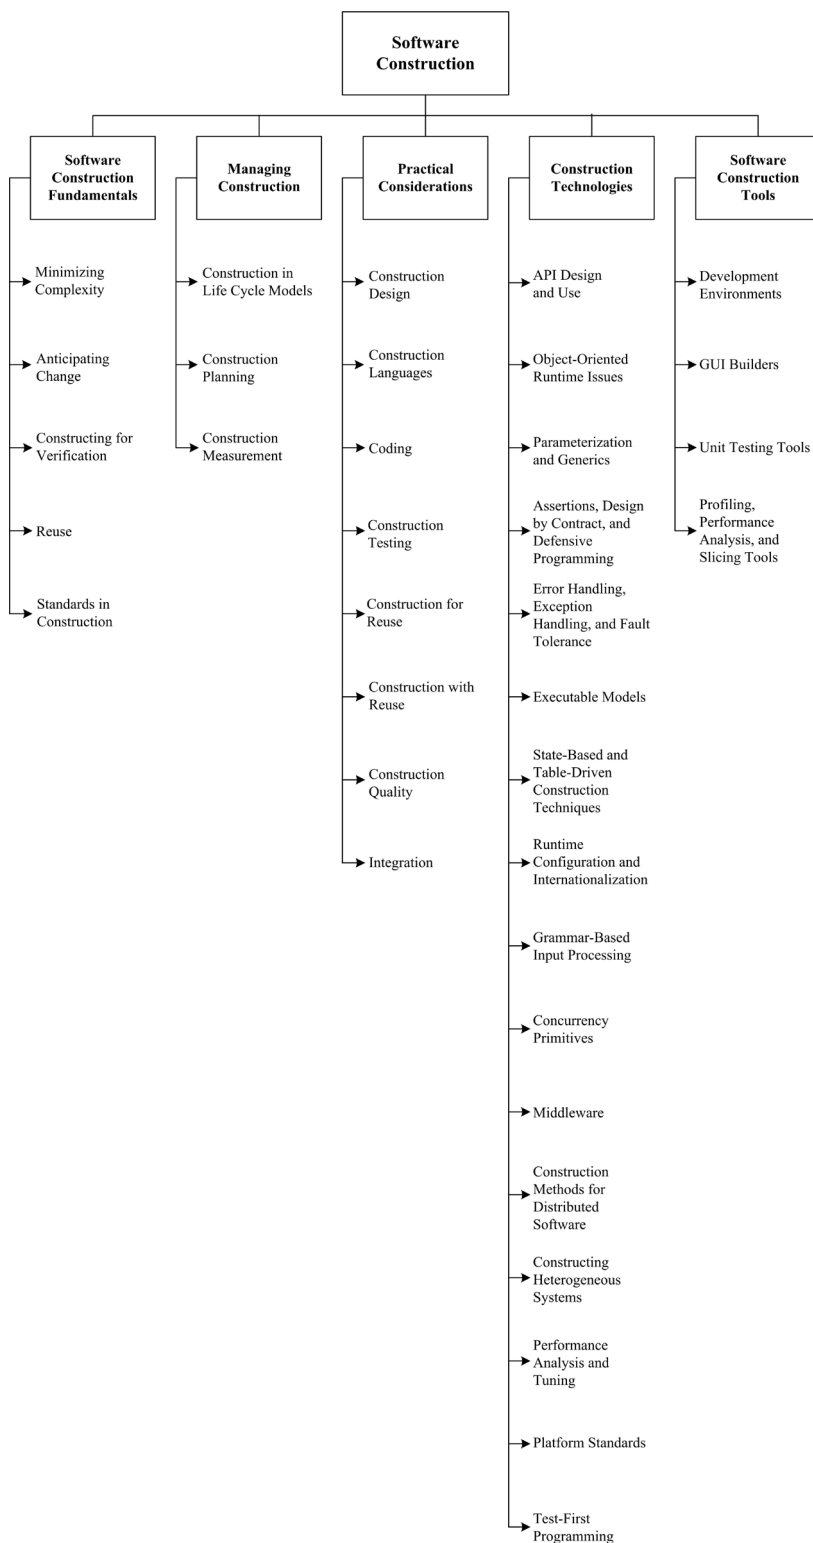 Software
Construction
Software
Construction
Fundamentals
Minimizing
Complexity
Anticipating
Change
Constructing for
Verification
Reuse
Standards in
Construction
Managing
Construction
Construction in
Life Cycle Models
Construction
Planning
Construction
Measurement
Practical
Considerations
Construction
Design
Construction
Languages
Coding
Construction
Testing
Construction for
Reuse
Construction with
Reuse
Construction
Quality
Integration
Construction
Technologies
API Design
and Use
Object-Oriented
Runtime Issues
Parameterization
and Generics
Assertions, Design
by Contract, and
Defensive
Programming
Error Handling,
Exception
Handling, and Fault
Tolerance
Executable Models
State-Based and
Table-Driven
Construction
Techniques
Runtime
Configuration and
Internationalization
Grammar-Based
Input Processing
Concurrency
Primitives
Middleware
Construction
Methods for
Distributed
Software
Constructing
Heterogeneous
Systems
Performance
Analysis and
Tuning
Platform Standards
Test-First
Programming
Software
Construction
Tools
Development
Environments
GUI Builders
Unit Testing Tools
Profiling,
Performance
Analysis, and
Slicing Tools